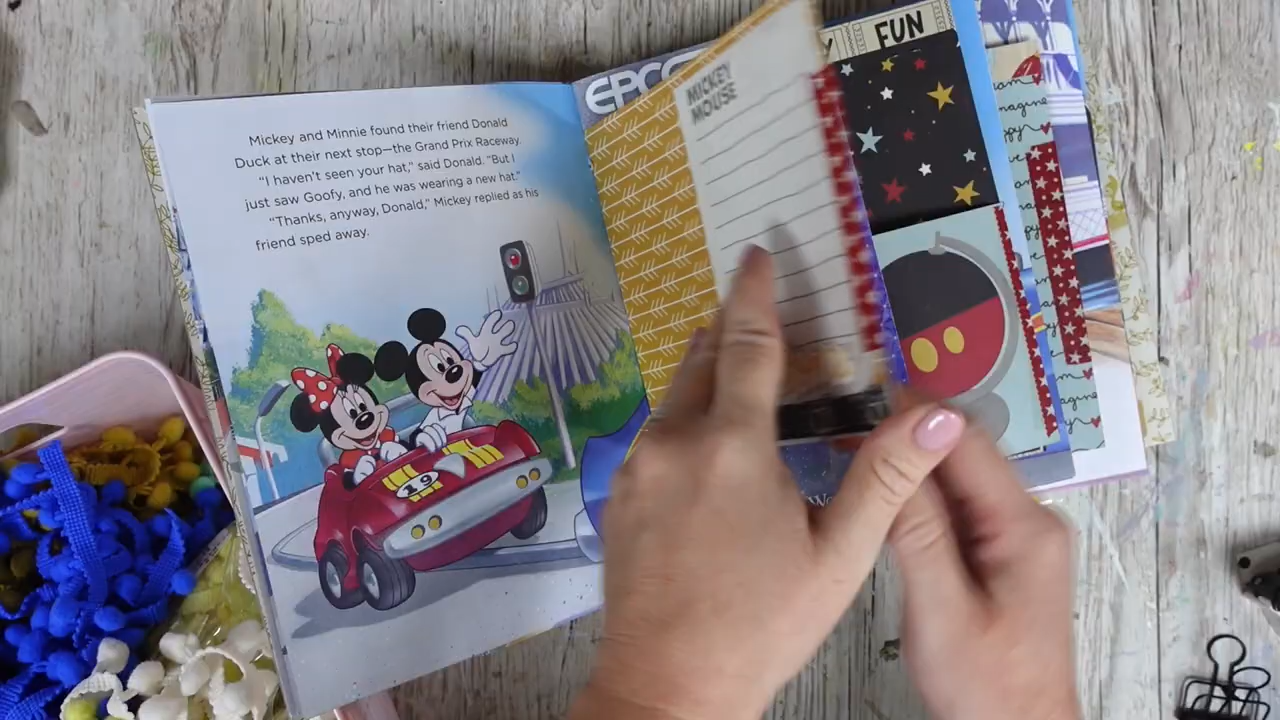 Mickey and Minnie found their friend Donald
Duck at their next stop—the Grand Prix Raceway.
"I haven't seen your hat," said Donald. "But I
just saw Goofy, and he was wearing a new hat."
"Thanks, anyway, Donald," Mickey replied as his
friend sped away.
19
MICKEY
MOUSE
FUN